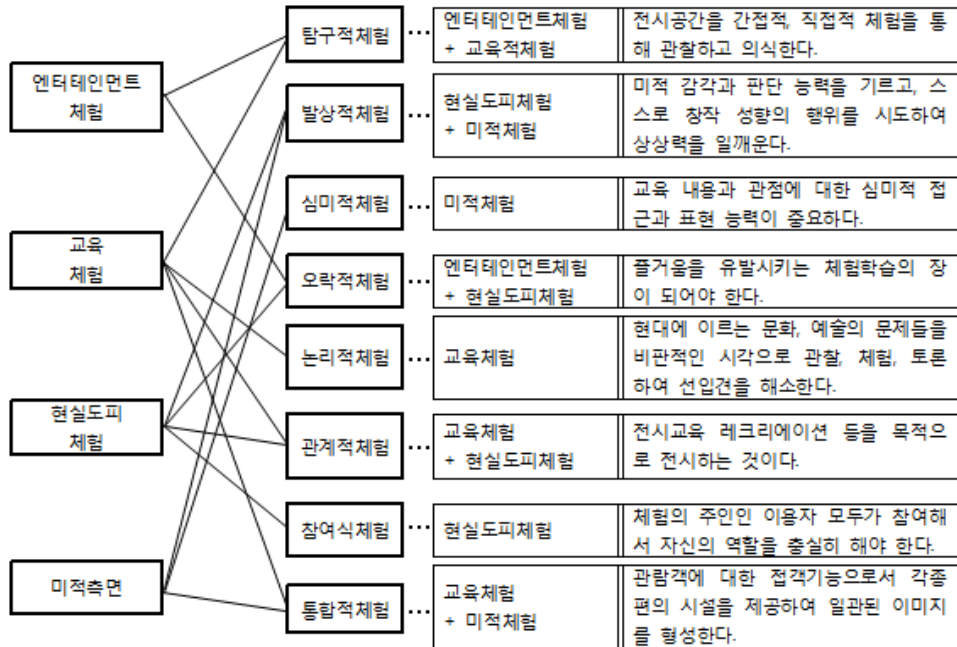 엔터테인먼트
체험
교육
체험
현실도피
체험
미적측면
탐구적체험
…
엔터테인먼트체험
+ 교육적체험
전시공간을 간접적, 직접적 체험을 통
해 관찰하고 의식한다.
발상적체험
…
현실도피체험
+ 미적체험
미적 감각과 판단 능력을 기르고, 스
스로 창작 성향의 행위를 시도하여
상상력을 일깨운다.
심미적체험
…
미적체험
교육 내용과 관점에 대한 심미적 접
근과 표현 능력이 중요하다.
오락적체험
…
엔터테인먼트체험
+ 현실도피체험
즐거움을 유발시키는 체험학습의 장
이 되어야 한다.
논리적체험
…
교육체험
현대에 이르는 문화, 예술의 문제들을
비판적인 시각으로 관찰, 체험, 토론
하여 선입견을 해소한다.
관계적체험
…
교육체험
+ 현실도피체험
전시교육 레크리에이션 등을 목적으
로 전시하는 것이다.
참여식체험
…
현실도피체험
체험의 주인인 이용자 모두가 참여해
서 자신의 역할을 충실히 해야 한다.
통합적체험
…
교육체험
+ 미적체험
관람객에 대한 접객기능으로서 각종
편의 시설을 제공하여 일관된 이미지
를 형성한다.